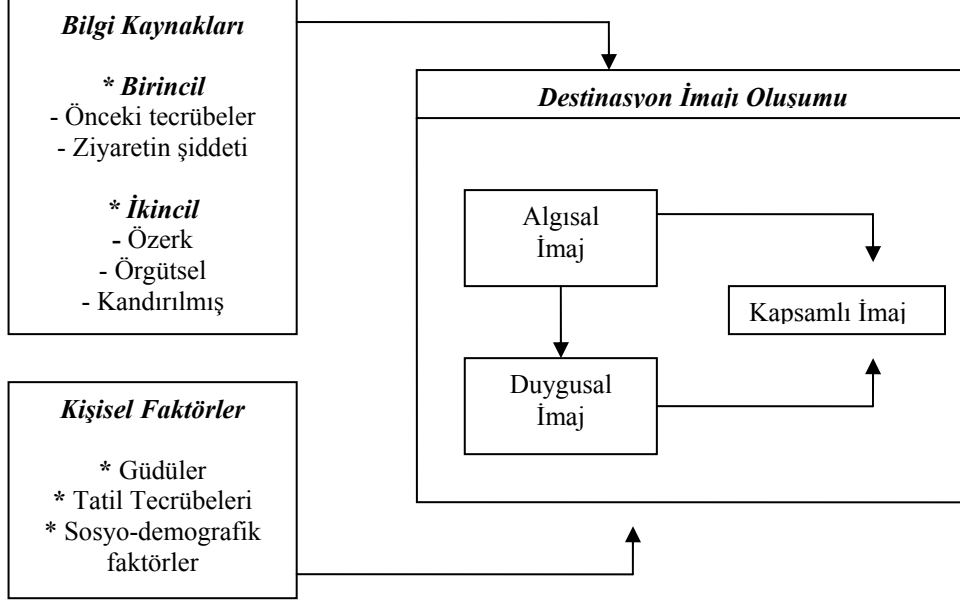 Bilgi Kaynakları
* Birincil
- Önceki tecrübeler
- Ziyaretin şiddeti
* İkincil
- Özerk
- Örgütsel
- Kandırılmış
Kişisel Faktörler
* Güdüler
* Tatil Tecrübeleri
* Sosyo-demografik
faktörler
Destinasyon İmajı Oluşumu
Algısal
İmaj
Duygusal
İmaj
Kapsamlı İmaj